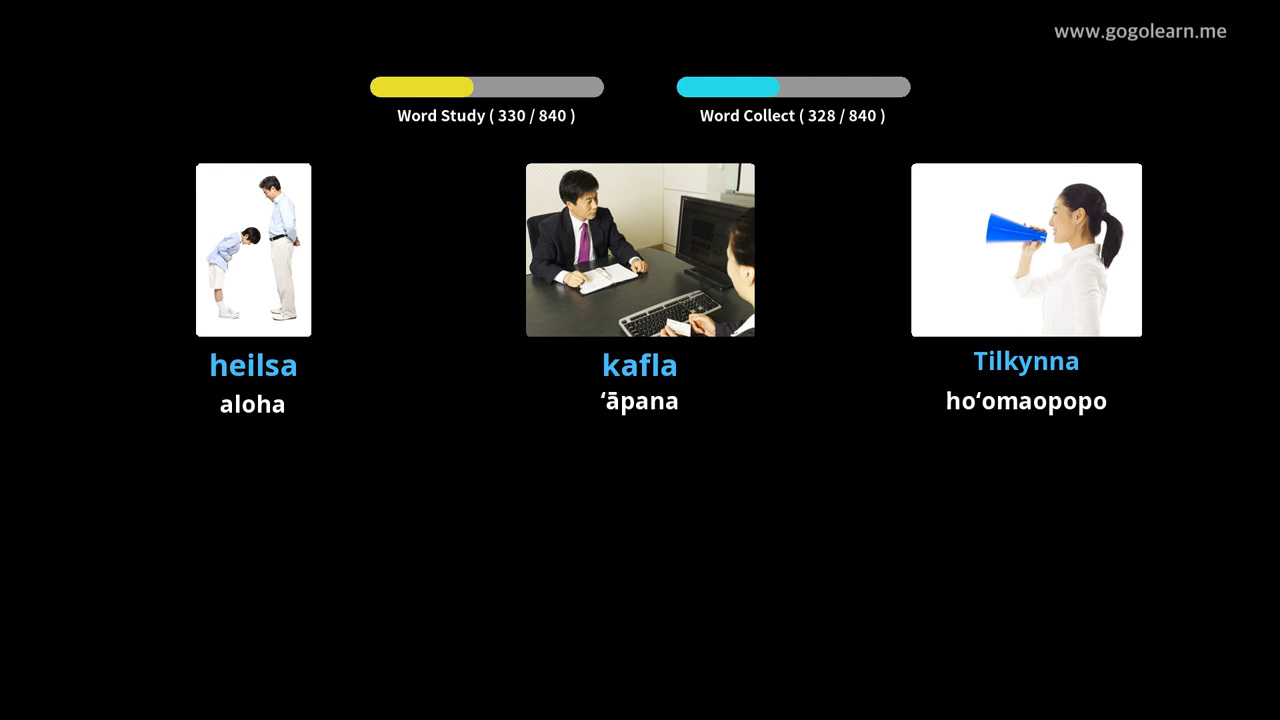 www.gogolearn.me
Word Study ( 330 / 840 )
Word Collect ( 328 / 840 )
heilsa
aloha
kafla
ʻāpana
Tilkynna
hoʻomaopopo